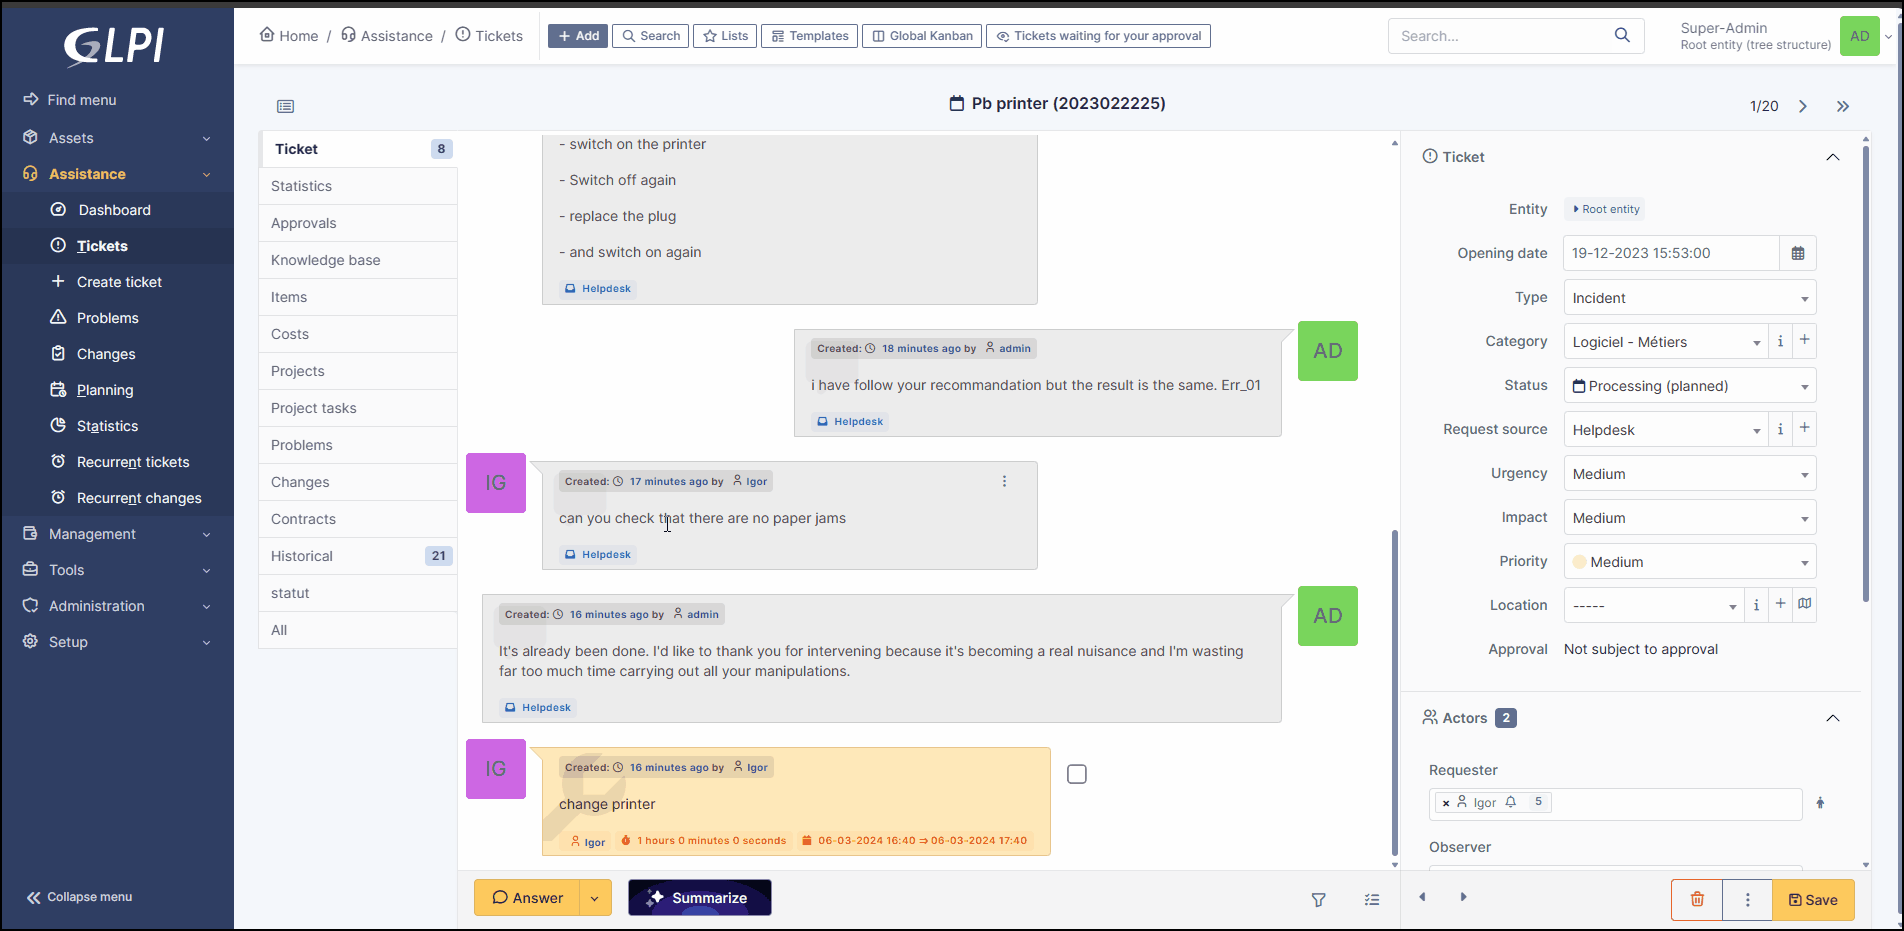 GLPI
Find menu
Assets
Assistance
Dashboard
Tickets
Create ticket
Problems
Changes
Planning
Statistics
Recurrent tickets
Recurrent changes
Management
Tools
Administration
Setup
Collapse menu
Home / Assistance / Tickets
Add
Search
Lists
Templates
Global Kanban
Tickets waiting for your approval
Search...
Super-Admin
Root entity (tree structure)
AD
Pb printer (2023022225)
1/20
Ticket 8
Statistics
Approvals
Knowledge base
Items
Costs
Projects
Project tasks
Problems
Changes
Contracts
Historical 21
statut
All
- switch on the printer
- Switch off again
- replace the plug
- and switch on again
Helpdesk
Created: 18 minutes ago by admin
AD
i have follow your recommandation but the result is the same. Err_01
Helpdesk
IG
Created: 17 minutes ago by Igor
can you check that there are no paper jams
Helpdesk
Created: 16 minutes ago by admin
AD
It's already been done. I'd like to thank you for intervening because it's becoming a real nuisance and I'm wasting
far too much time carrying out all your manipulations.
Helpdesk
IG
Created: 16 minutes ago by Igor
change printer
Igor 1 hours 0 minutes 0 seconds 06-03-2024 16:40 ⇒ 06-03-2024 17:40
Answer
Summarize
Ticket
Entity Root entity
Opening date 19-12-2023 15:53:00
Type Incident
Category Logiciel - Métiers i +
Status Processing (planned)
Request source Helpdesk i +
Urgency Medium
Impact Medium
Priority Medium
Location ----- i +
Approval Not subject to approval
Actors 2
Requester
× Igor 5
Observer
Save